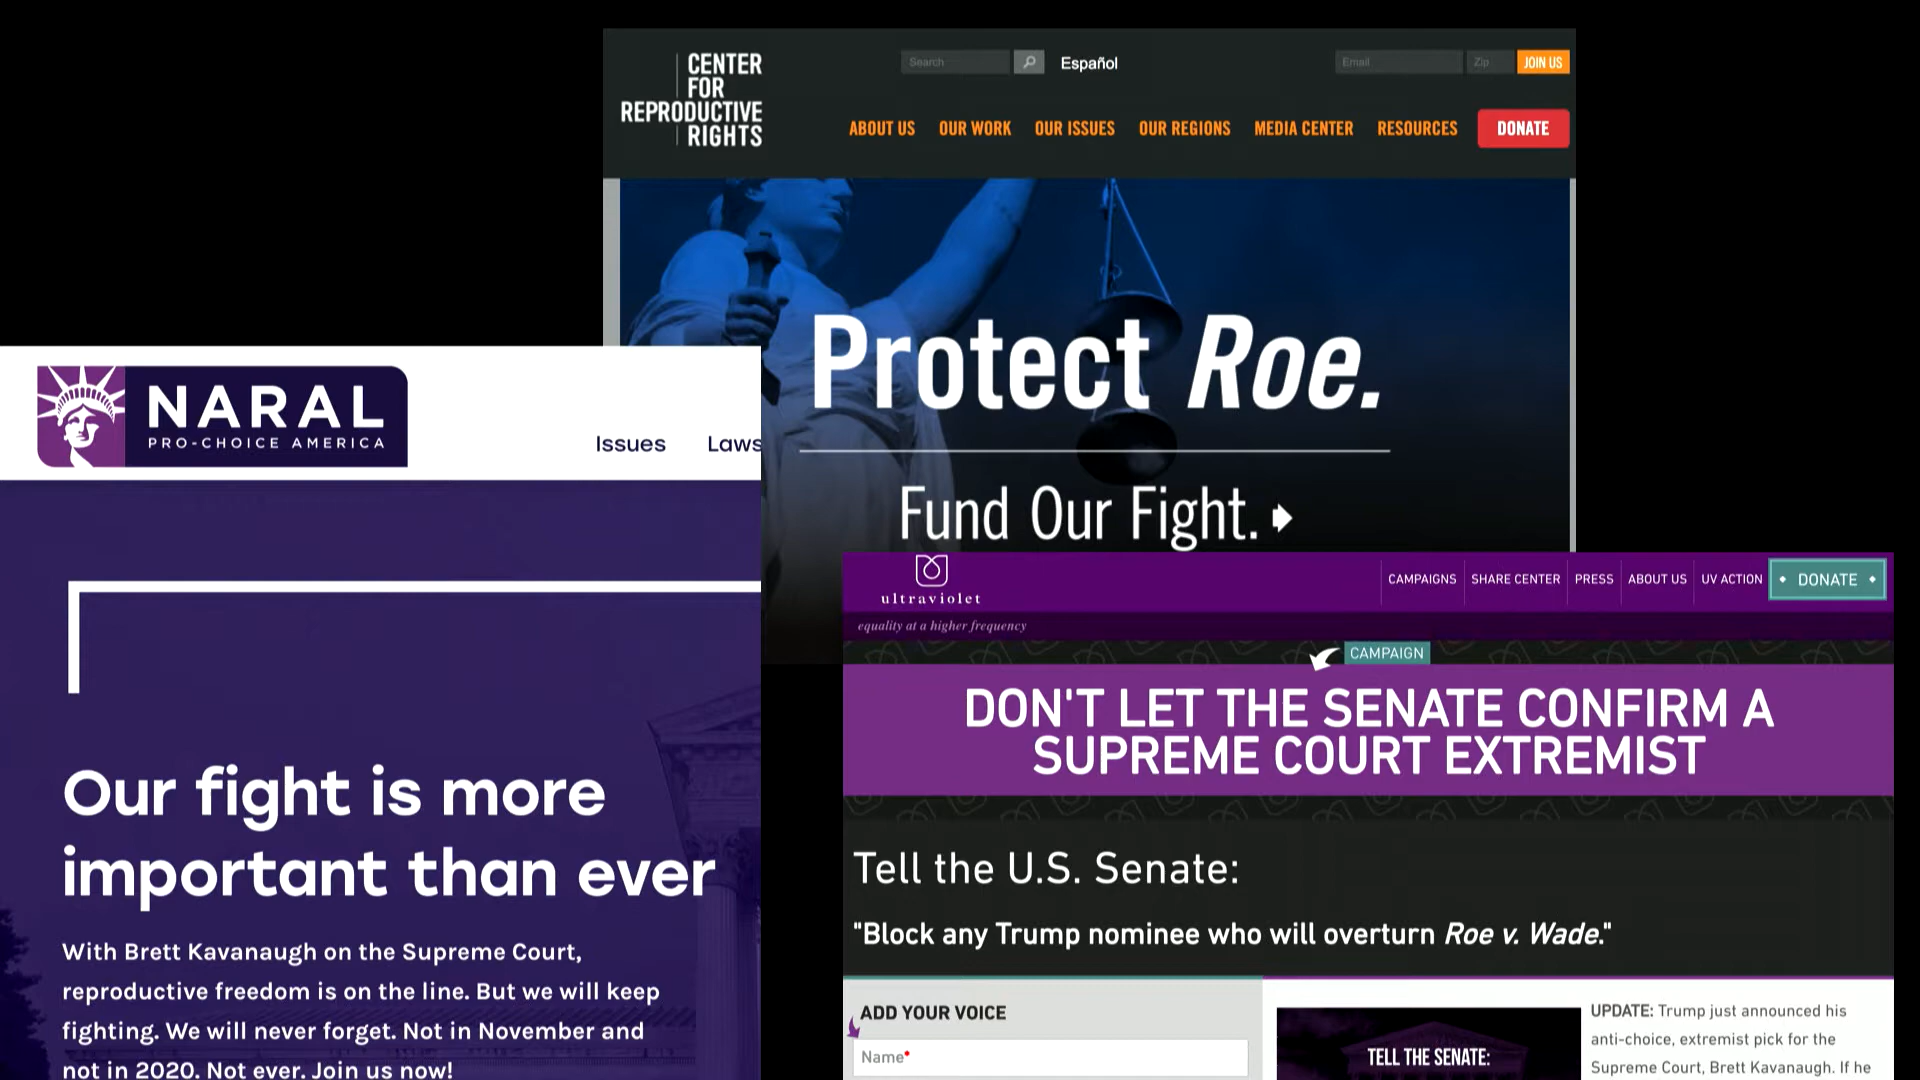 CENTER
FOR
REPRODUCTIVE
RIGHTS
Search
Español
Email
Zip
JOIN US
ABOUT US
OUR WORK
OUR ISSUES
OUR REGIONS
MEDIA CENTER
RESOURCES
DONATE
Protect Roe.
Fund Our Fight.
NARAL
PRO-CHOICE AMERICA
Issues
Laws
Our fight is more
important than ever
With Brett Kavanaugh on the Supreme Court,
reproductive freedom is on the line. But we will keep
fighting. We will never forget. Not in November and
not in 2020. Not ever. Join us now!
ultraviolet
equality at a higher frequency
CAMPAIGNS
SHARE CENTER
PRESS
ABOUT US
UV ACTION
DONATE
CAMPAIGN
DON'T LET THE SENATE CONFIRM A
SUPREME COURT EXTREMIST
Tell the U.S. Senate:
"Block any Trump nominee who will overturn Roe v. Wade."
ADD YOUR VOICE
Name*
TELL THE SENATE:
UPDATE: Trump just announced his
anti-choice, extremist pick for the
Supreme Court, Brett Kavanaugh. If he